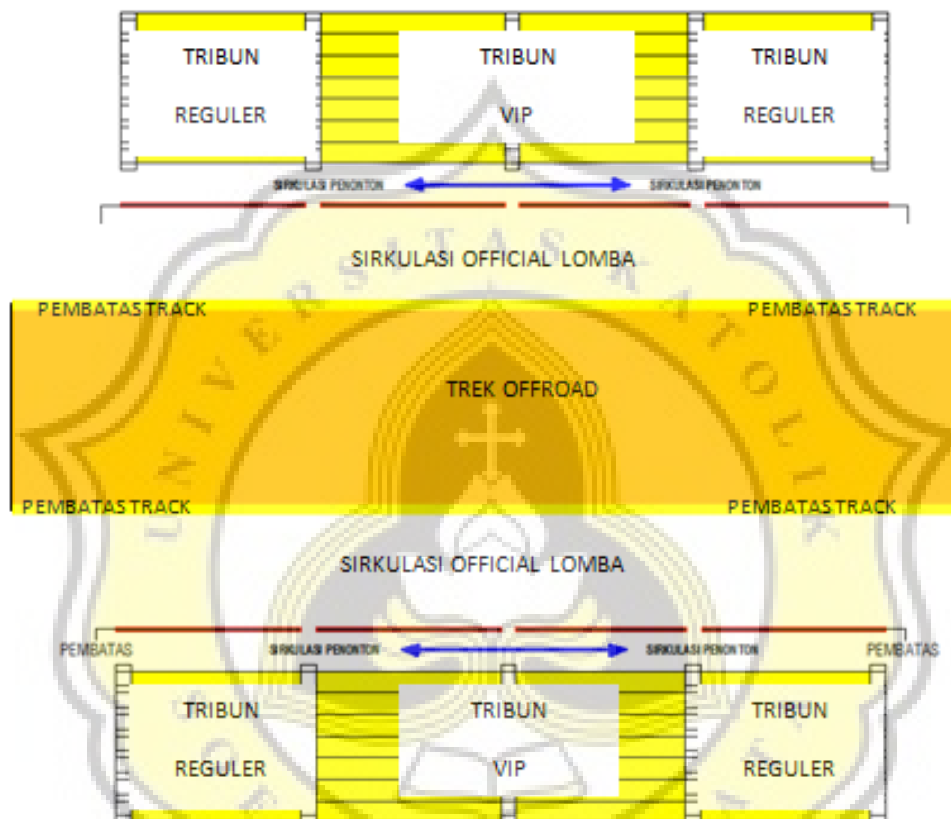 TRIBUN TRIBUN TRIBUN
REGULER VIP REGULER
SIRKULASI PENONTON SIRKULASI PENONTON
SIRKULASI OFFICIAL LOMBA
PEMBATAS TRACK PEMBATAS TRACK
TREK OFFROAD
PEMBATAS TRACK PEMBATAS TRACK
SIRKULASI OFFICIAL LOMBA
PEMBATAS SIRKULASI PENONTON SIRKULASI PENONTON PEMBATAS
TRIBUN TRIBUN TRIBUN
REGULER VIP REGULER
UNIVERSITAS KATOLIK